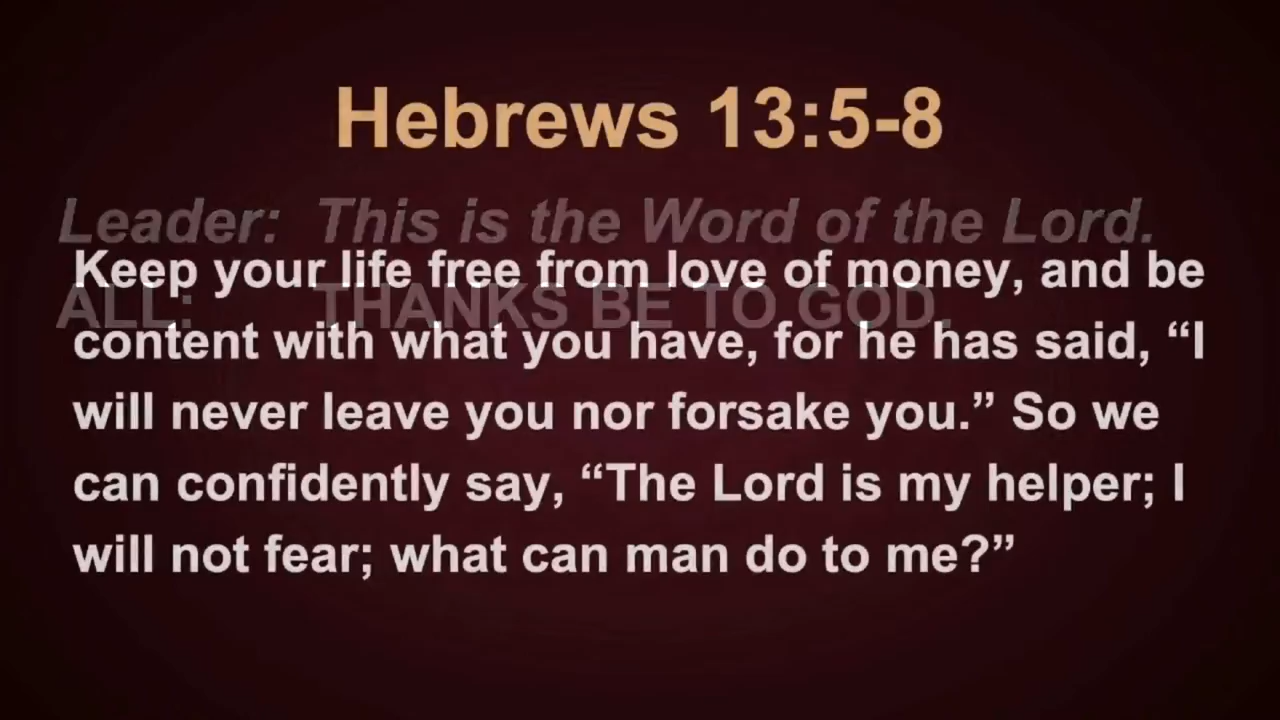 Hebrews 13:5-8
Leader: This is the Word of the Lord.
Keep your life free from love of money, and be
ALL: THANKS BE TO GOD.
content with what you have, for he has said, “I
will never leave you nor forsake you.” So we
can confidently say, “The Lord is my helper; I
will not fear; what can man do to me?”